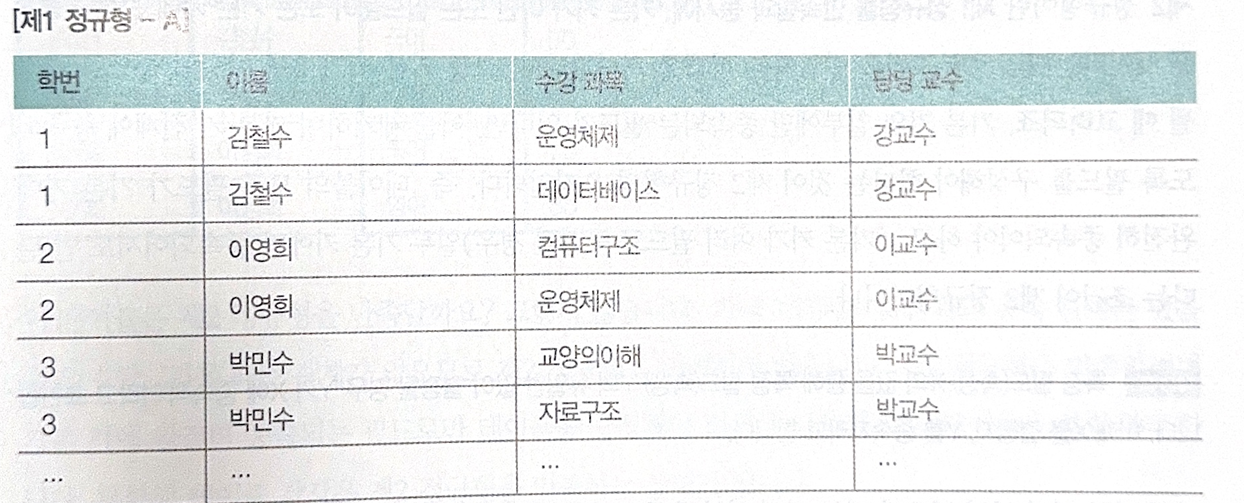 [제1 정규형 – A]
학번 이름 수강 과목 담당 교수
1 김철수 운영체제 강교수
1 김철수 데이터베이스 강교수
2 이영희 컴퓨터구조 이교수
2 이영희 운영체제 이교수
3 박민수 교양의이해 박교수
3 박민수 자료구조 박교수
... ... ... ...